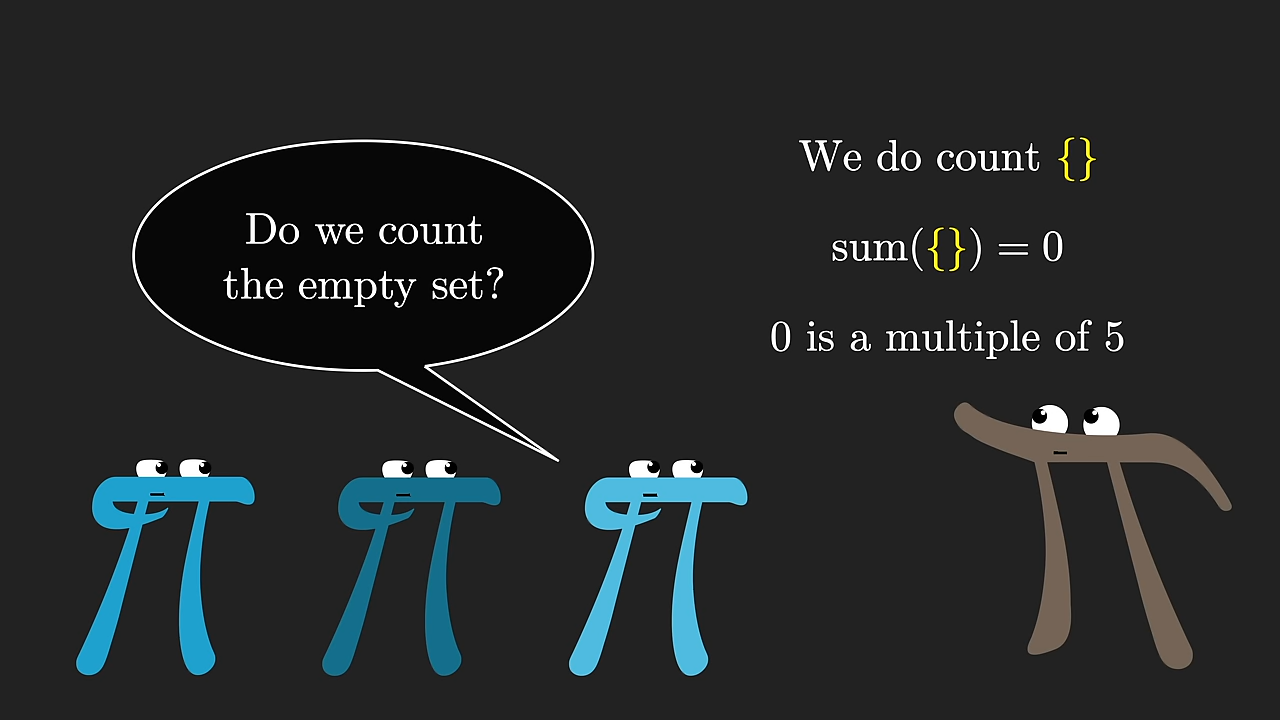 Do we count
the empty set?
We do count {}
sum({}) = 0
0 is a multiple of 5